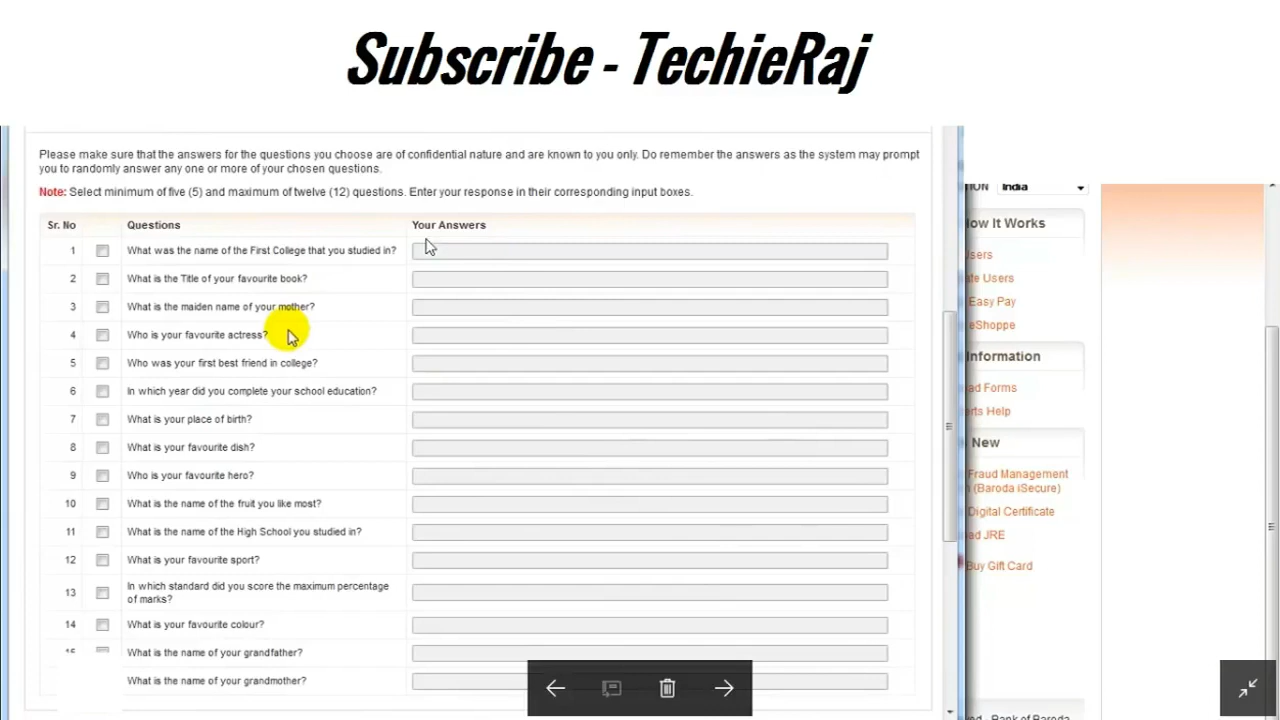 Subscribe - TechieRaj
Please make sure that the answers for the questions you choose are of confidential nature and are known to you only. Do remember the answers as the system may prompt
you to randomly answer any one or more of your chosen questions.
Note: Select minimum of five (5) and maximum of twelve (12) questions. Enter your response in their corresponding input boxes.
Sr. No Questions Your Answers
1 What was the name of the First College that you studied in?
2 What is the Title of your favourite book?
3 What is the maiden name of your mother?
4 Who is your favourite actress?
5 Who was your first best friend in college?
6 In which year did you complete your school education?
7 What is your place of birth?
8 What is your favourite dish?
9 Who is your favourite hero?
10 What is the name of the fruit you like most?
11 What is the name of the High School you studied in?
12 What is your favourite sport?
13 In which standard did you score the maximum percentage
of marks?
14 What is your favourite colour?
What is the name of your grandfather?
What is the name of your grandmother?
India
It Works
Users
Easy Pay
eShoppe
Information
Forms
Help
New
Fraud Management
(Baroda iSecure)
Digital Certificate
JRE
Buy Gift Card
- Bank of Baroda